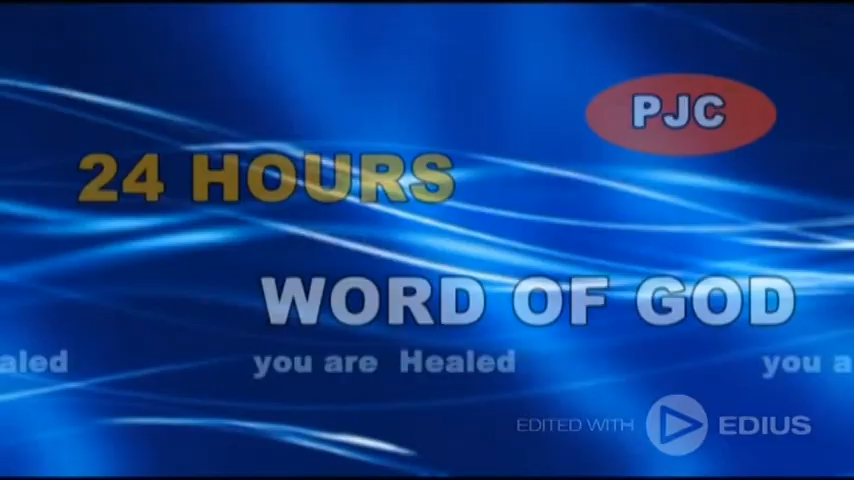 PJC
24 HOURS
WORD OF GOD
aled you are Healed you a
EDITED WITH EDIUS